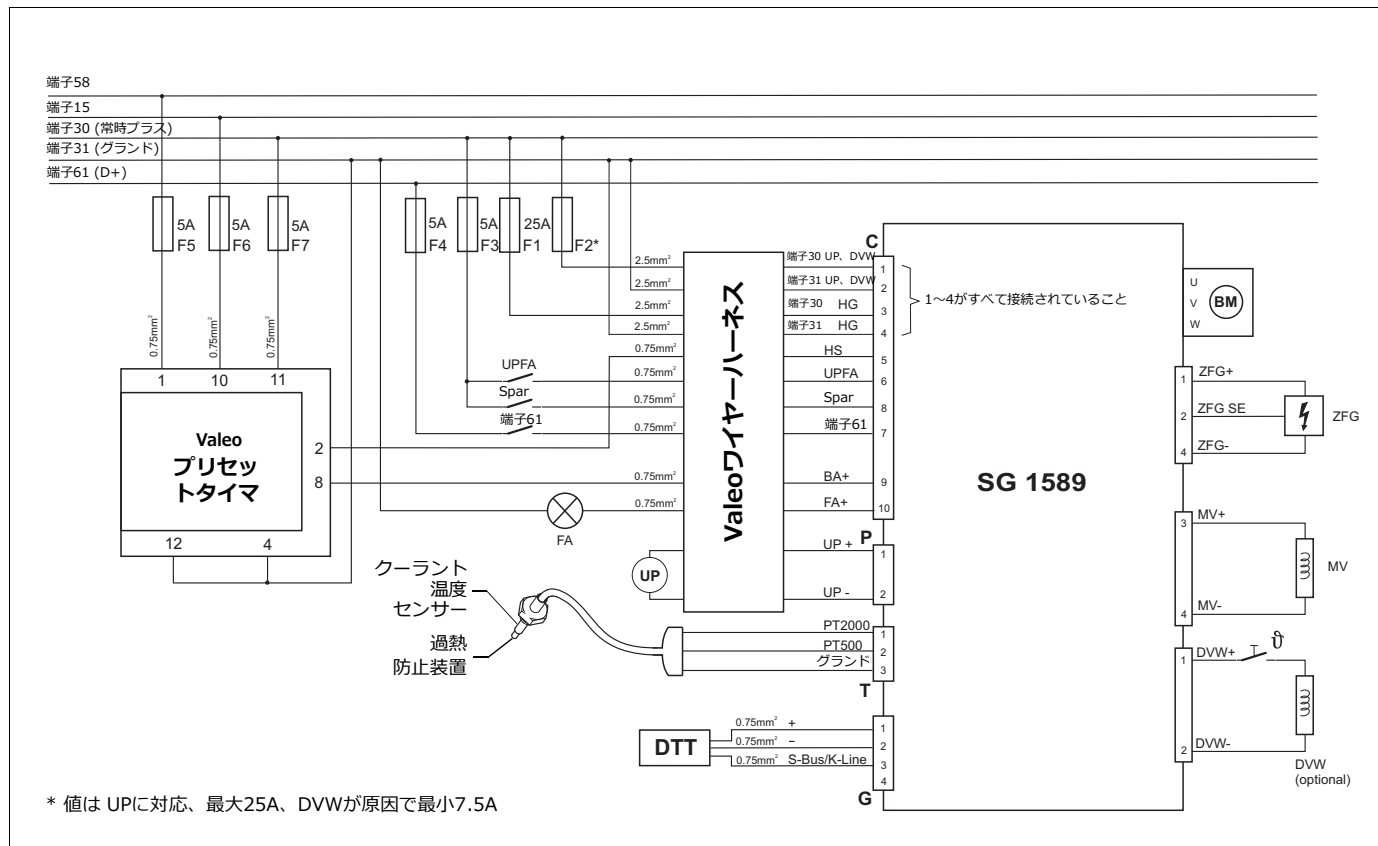 端子58
端子15
端子30 (常時プラス)
端子31 (グランド)
端子61 (D+)
5A
F5
5A
F6
5A
F7
5A
F4
5A
F3
25A
F1
F2*
0.75mm²
0.75mm²
0.75mm²
1
10
11
Valeo
プリセッ
トタイマ
2
8
12
4
UPFA
Spar
端子61
FA
UP
2.5mm²
2.5mm²
2.5mm²
2.5mm²
0.75mm²
0.75mm²
0.75mm²
0.75mm²
0.75mm²
0.75mm²
Valeoワイヤーハーネス
端子30 UP、DVW
端子31 UP、DVW
端子30 HG
端子31 HG
HS
UPFA
Spar
端子61
BA+
FA+
UP +
UP -
C
1
2
3
4
5
6
8
7
9
10
P
1
2
1～4がすべて接続されていること
SG 1589
クーラント
温度
センサー
過熱
防止装置
PT2000
PT500
グランド
1
2
3
T
DTT
0.75mm² +
0.75mm² −
0.75mm² S-Bus/K-Line
1
2
3
4
G
U
V
W
BM
1
2
4
ZFG+
ZFG SE
ZFG-
ZFG
3
4
MV+
MV-
MV
1
2
DVW+
ϑ
DVW-
DVW
(optional)
* 値は UPに対応、最大25A、DVWが原因で最小7.5A